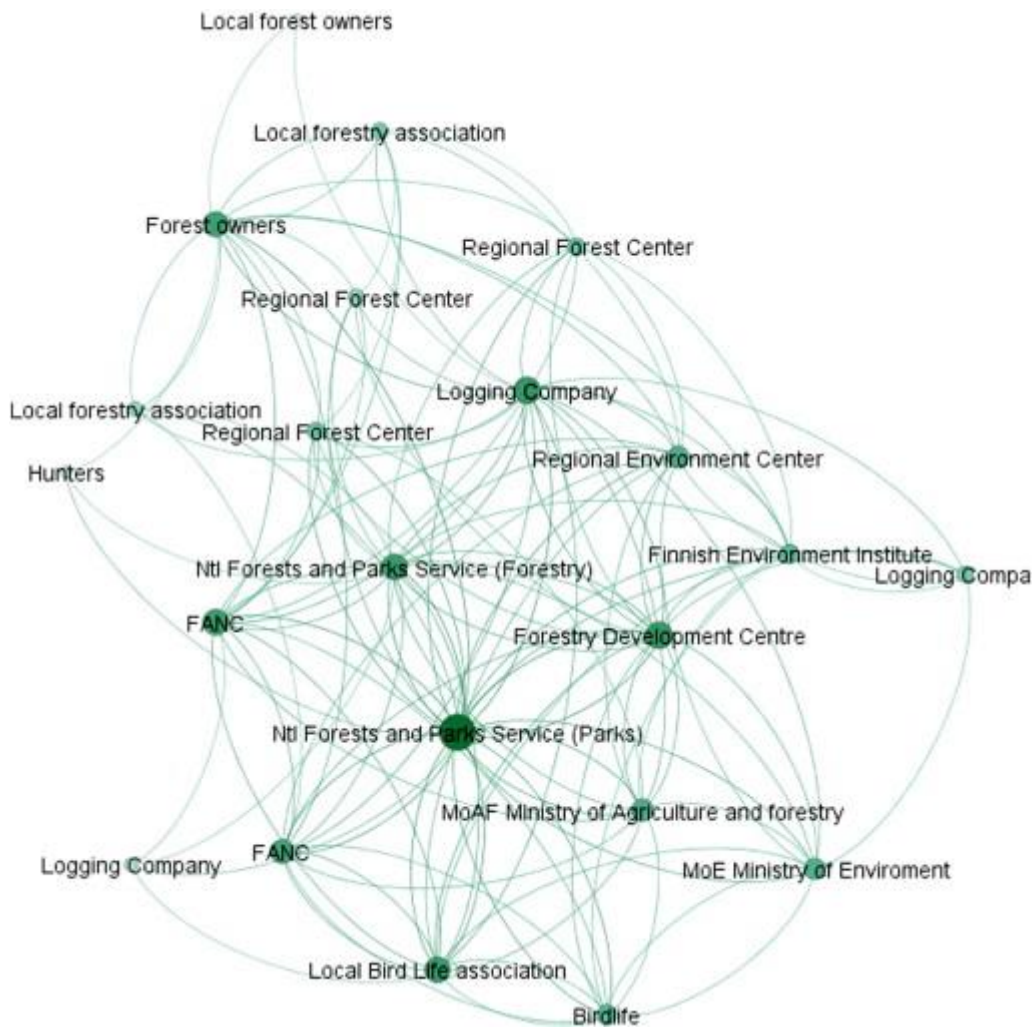 Local forest owners
Local forestry association
Forest owners
Regional Forest Center
Regional Forest Center
Logging Company
Local forestry association
Regional Forest Center
Regional Environment Center
Hunters
Finnish Environment Institute
Ntl Forests and Parks Service (Forestry)
Logging Compa
FANC
Forestry Development Centre
Ntl Forests and Parks Service (Parks)
MoAF Ministry of Agriculture and forestry
FANC
Logging Company
MoE Ministry of Enviroment
Local Bird Life association
Birdlife